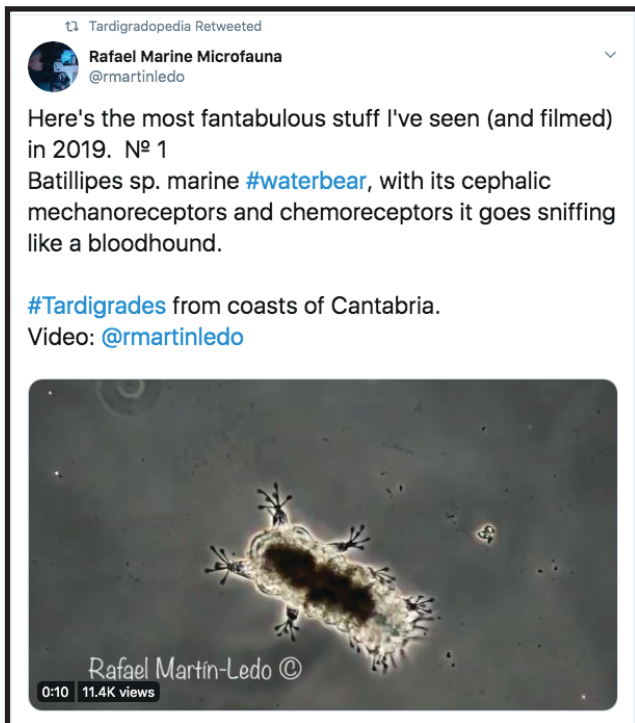 Tardigradopedia Retweeted
Rafael Marine Microfauna
@rmartinledo
Here's the most fantabulous stuff I've seen (and filmed)
in 2019.  Nº 1
Batillipes sp. marine #waterbear, with its cephalic
mechanoreceptors and chemoreceptors it goes sniffing
like a bloodhound.
#Tardigrades from coasts of Cantabria.
Video: @rmartinledo
Rafael Martín-Ledo ©
0:10 11.4K views